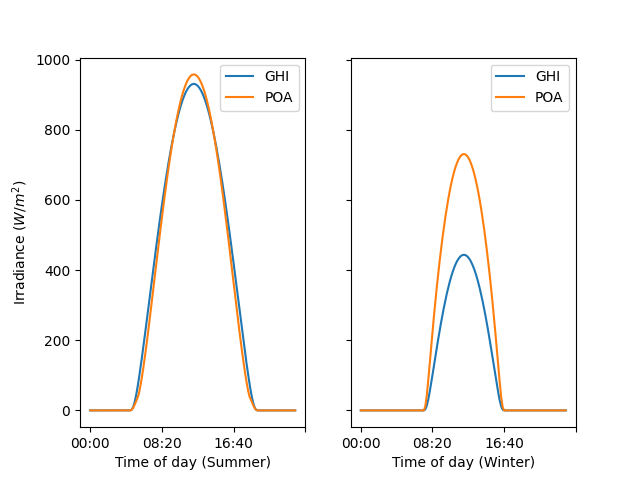 1000
800
600
400
200
0
Irradiance (W/m²)
GHI
POA
00:00
08:20
16:40
Time of day (Summer)
GHI
POA
00:00
08:20
16:40
Time of day (Winter)